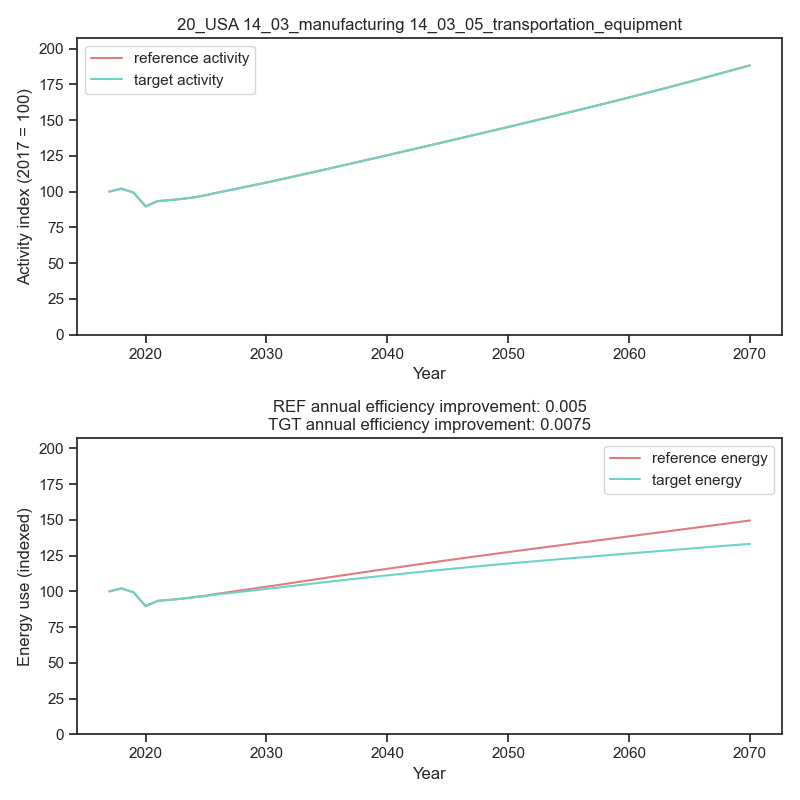 20_USA 14_03_manufacturing 14_03_05_transportation_equipment
reference activity
target activity
Activity index (2017 = 100)
200
175
150
125
100
75
50
25
0
2020 2030 2040 2050 2060 2070
Year
REF annual efficiency improvement: 0.005
TGT annual efficiency improvement: 0.0075
reference energy
target energy
Energy use (indexed)
200
175
150
125
100
75
50
25
0
2020 2030 2040 2050 2060 2070
Year